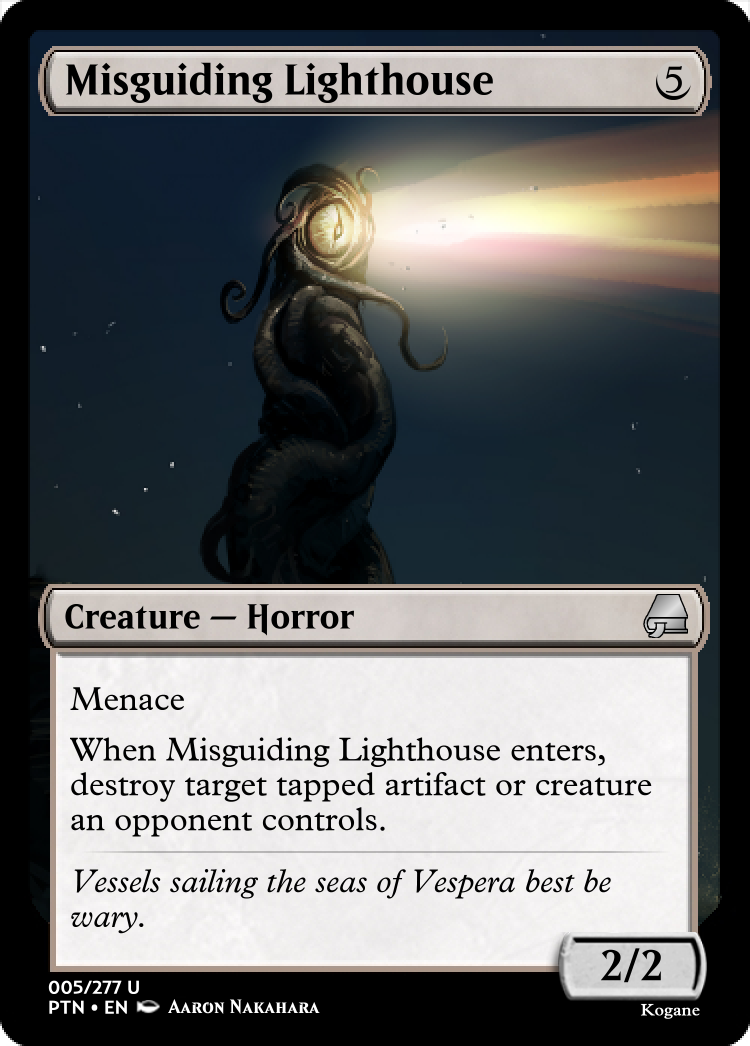 Misguiding Lighthouse 5
Creature — Horror
Menace
When Misguiding Lighthouse enters,
destroy target tapped artifact or creature
an opponent controls.
Vessels sailing the seas of Vespera best be
wary.
2/2
005/277 U
PTN • EN Aaron Nakahara
Kogane